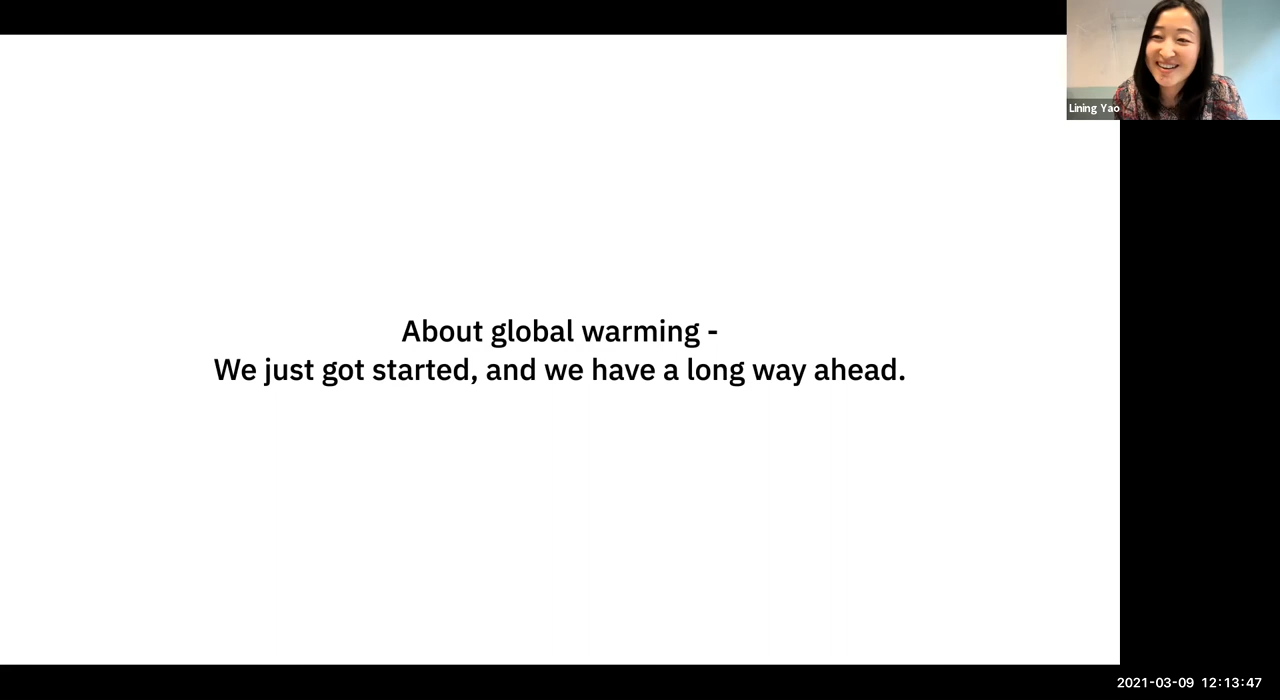 Lining Yao
About global warming -
We just got started, and we have a long way ahead.
2021-03-09 12:13:47